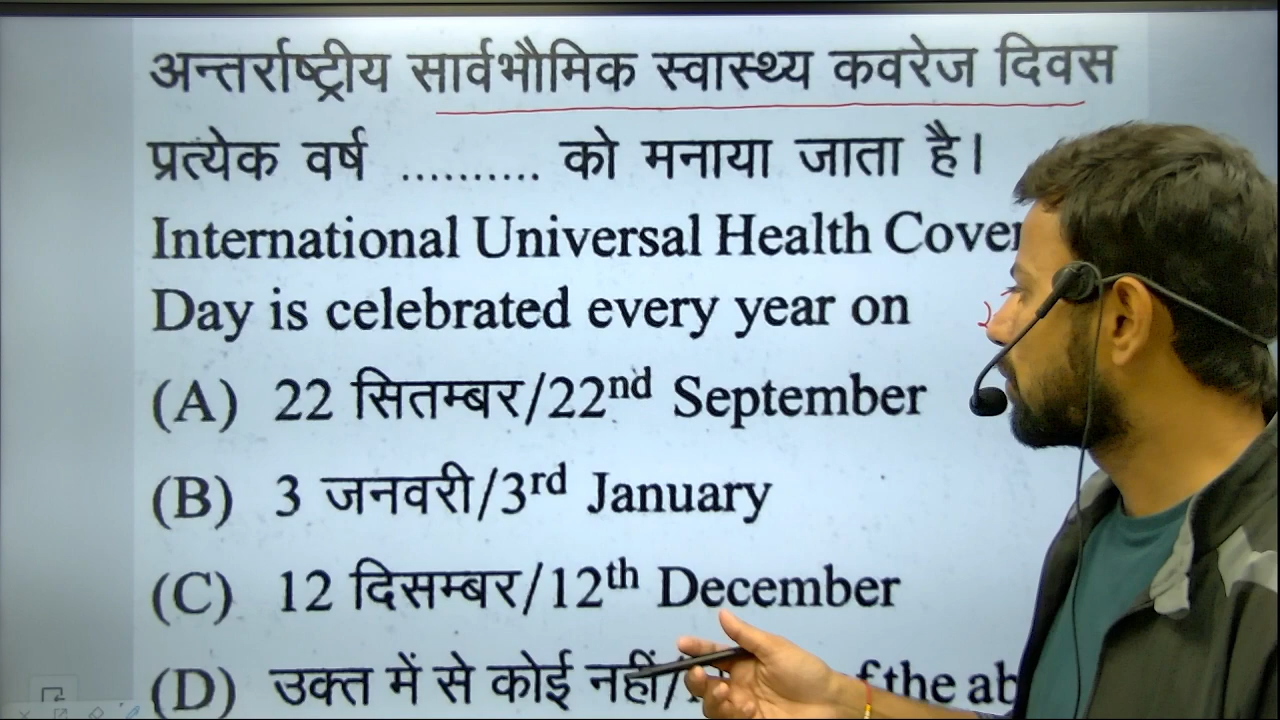 अन्तर्राष्ट्रीय सार्वभौमिक स्वास्थ्य कवरेज दिवस
प्रत्येक वर्ष .......... को मनाया जाता है।
International Universal Health
Day is celebrated every year on
(A) 22 सितम्बर/22nd September
(B) 3 जनवरी/3rd January
(C) 12 दिसम्बर/12th December
(D) उक्त में से कोई नहीं/ the